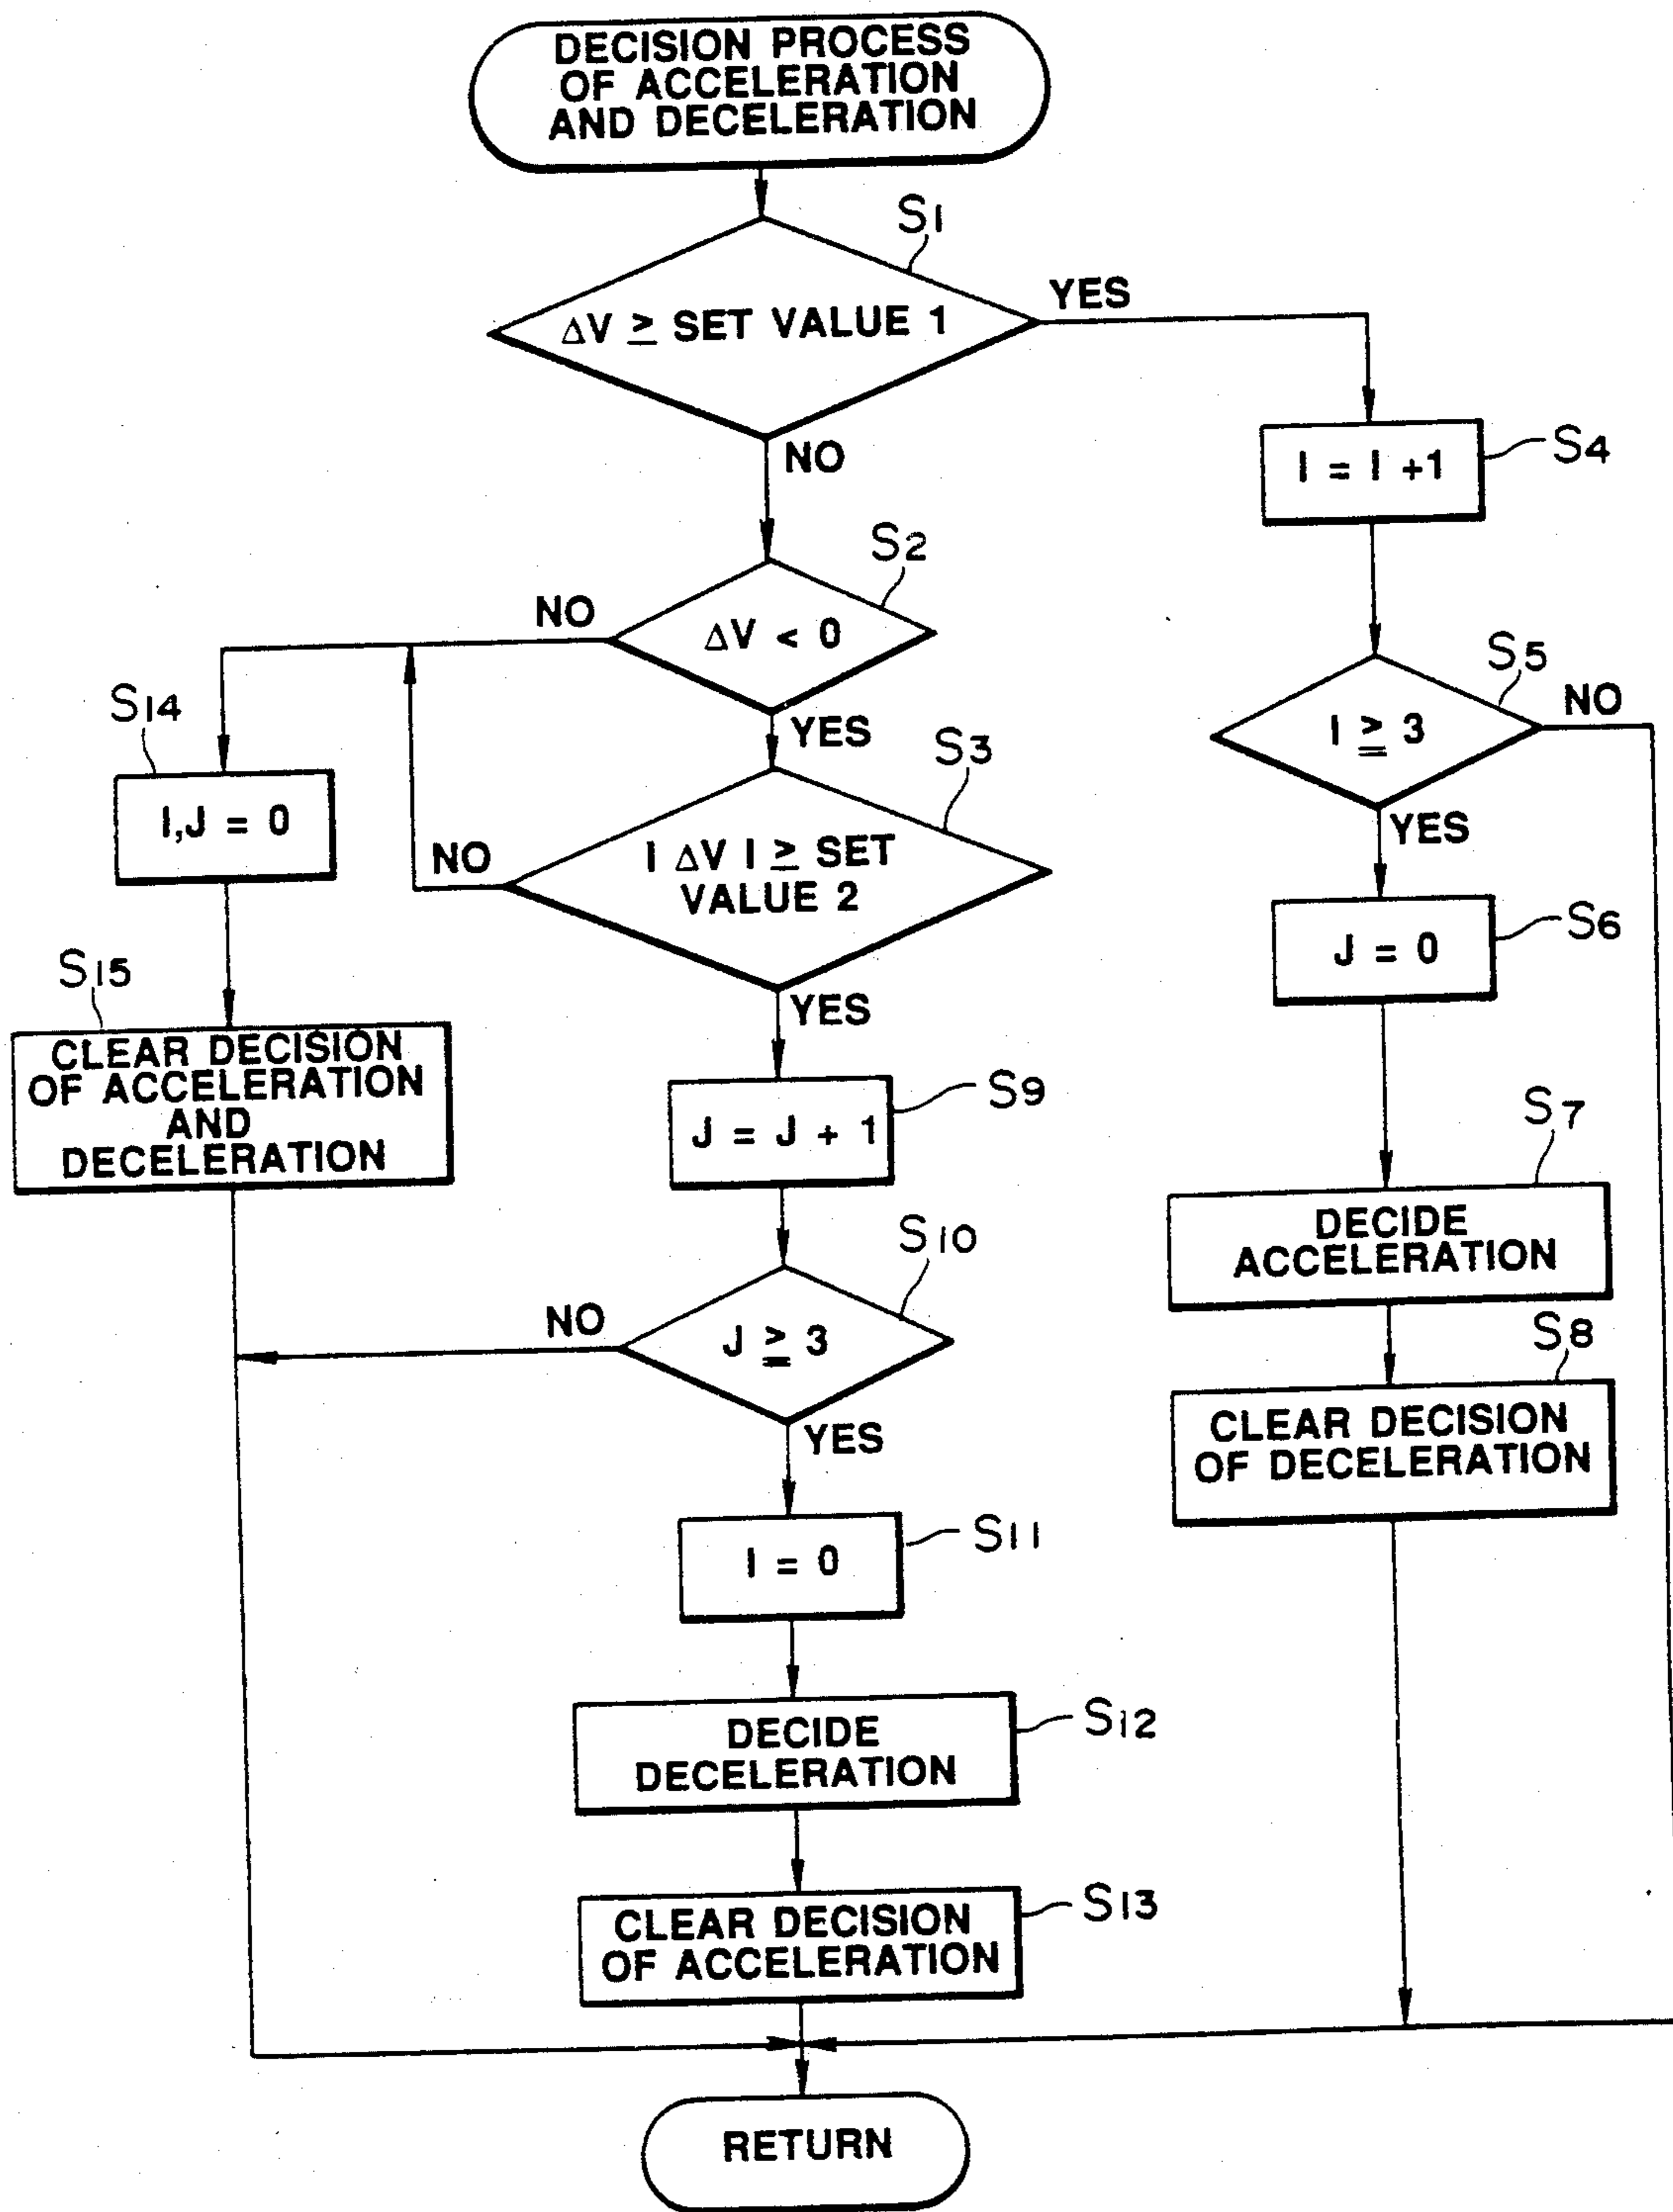 DECISION PROCESS
OF ACCELERATION
AND DECELERATION
S1
ΔV ≥ SET VALUE 1
YES
NO
I = I +1
S4
S2
ΔV < 0
NO
YES
S5
I ≧ 3
NO
YES
S14
I,J = 0
S3
I ΔV I ≥ SET
VALUE 2
NO
YES
J = 0
S6
S15
CLEAR DECISION
OF ACCELERATION
AND
DECELERATION
J = J + 1
S9
S7
DECIDE
ACCELERATION
S10
J ≧ 3
NO
YES
S8
CLEAR DECISION
OF DECELERATION
I = 0
S11
DECIDE
DECELERATION
S12
CLEAR DECISION
OF ACCELERATION
S13
RETURN